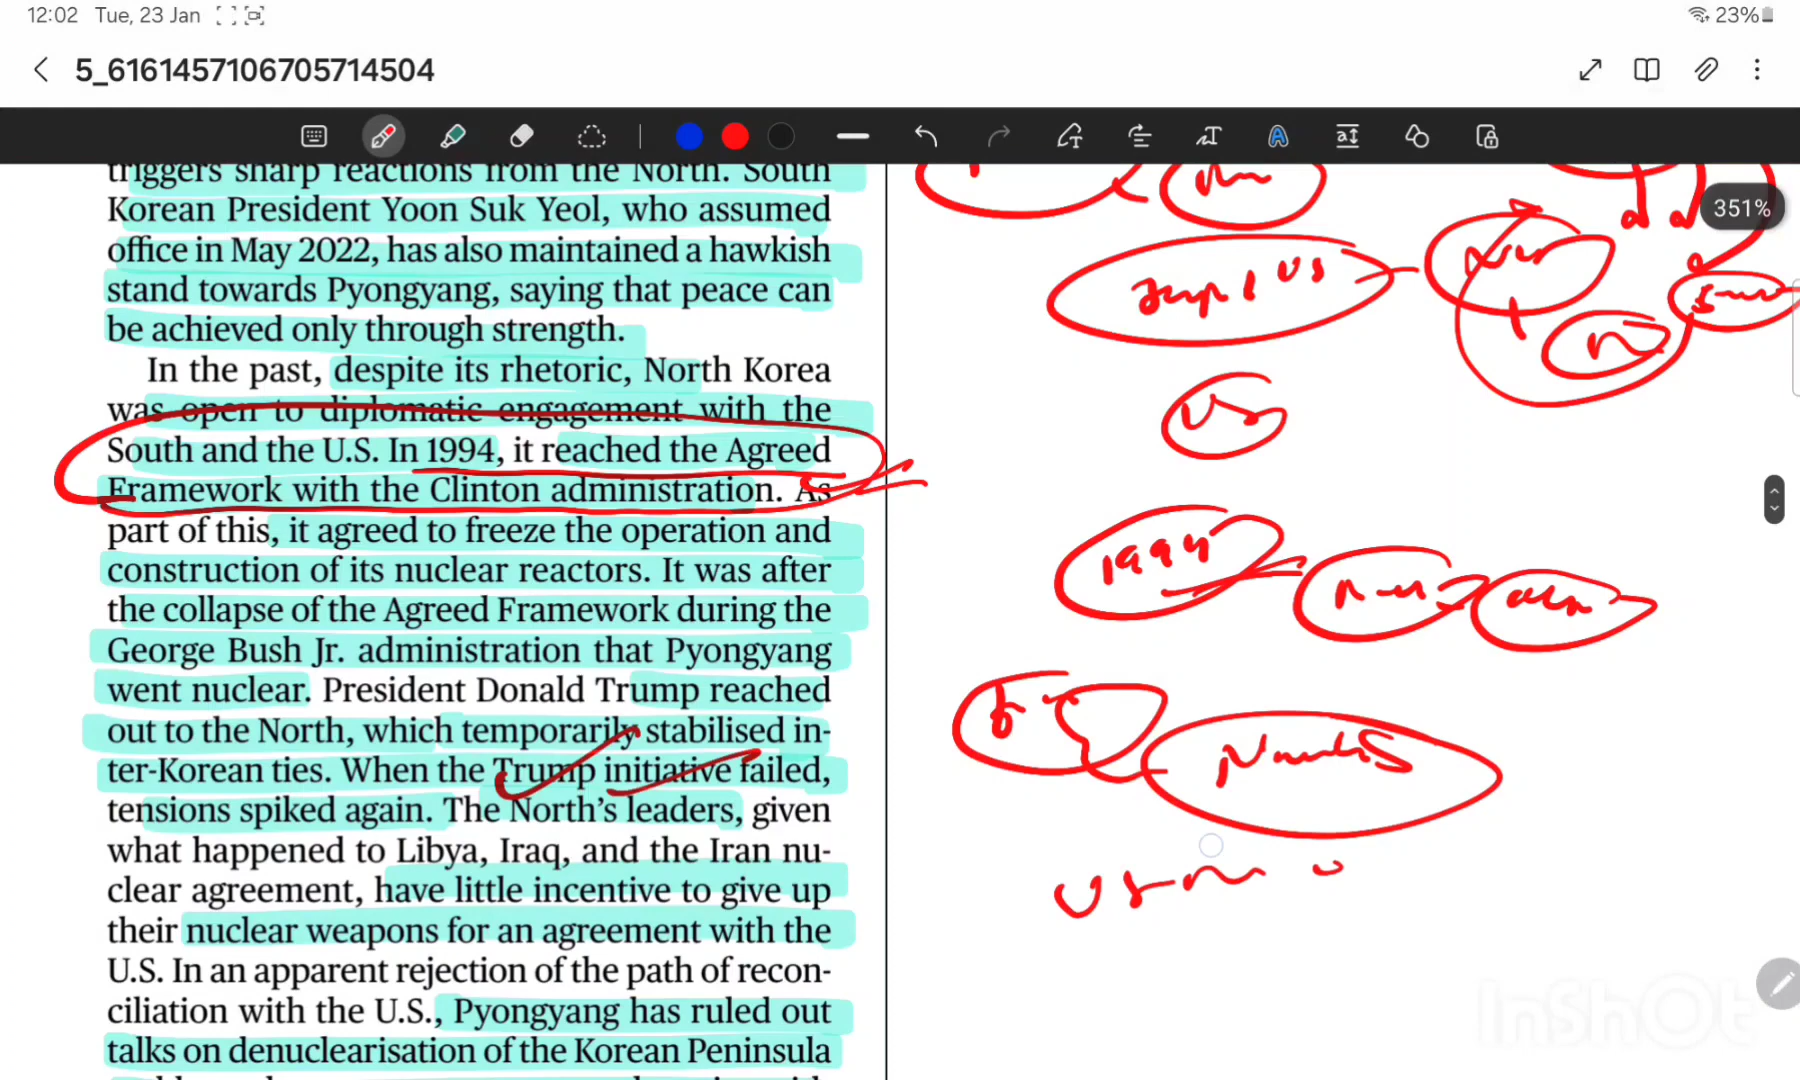 12:02 Tue, 23 Jan
23%
5_6161457106705714504
351%
triggers sharp reactions from the North. South
Korean President Yoon Suk Yeol, who assumed
office in May 2022, has also maintained a hawkish
stand towards Pyongyang, saying that peace can
be achieved only through strength.
In the past, despite its rhetoric, North Korea
was open to diplomatic engagement with the
South and the U.S. In 1994, it reached the Agreed
Framework with the Clinton administration. As
part of this, it agreed to freeze the operation and
construction of its nuclear reactors. It was after
the collapse of the Agreed Framework during the
George Bush Jr. administration that Pyongyang
went nuclear. President Donald Trump reached
out to the North, which temporarily stabilised in-
ter-Korean ties. When the Trump initiative failed,
tensions spiked again. The North's leaders, given
what happened to Libya, Iraq, and the Iran nu-
clear agreement, have little incentive to give up
their nuclear weapons for an agreement with the
U.S. In an apparent rejection of the path of recon-
ciliation with the U.S., Pyongyang has ruled out
talks on denuclearisation of the Korean Peninsula
US
US
1994
InShOt